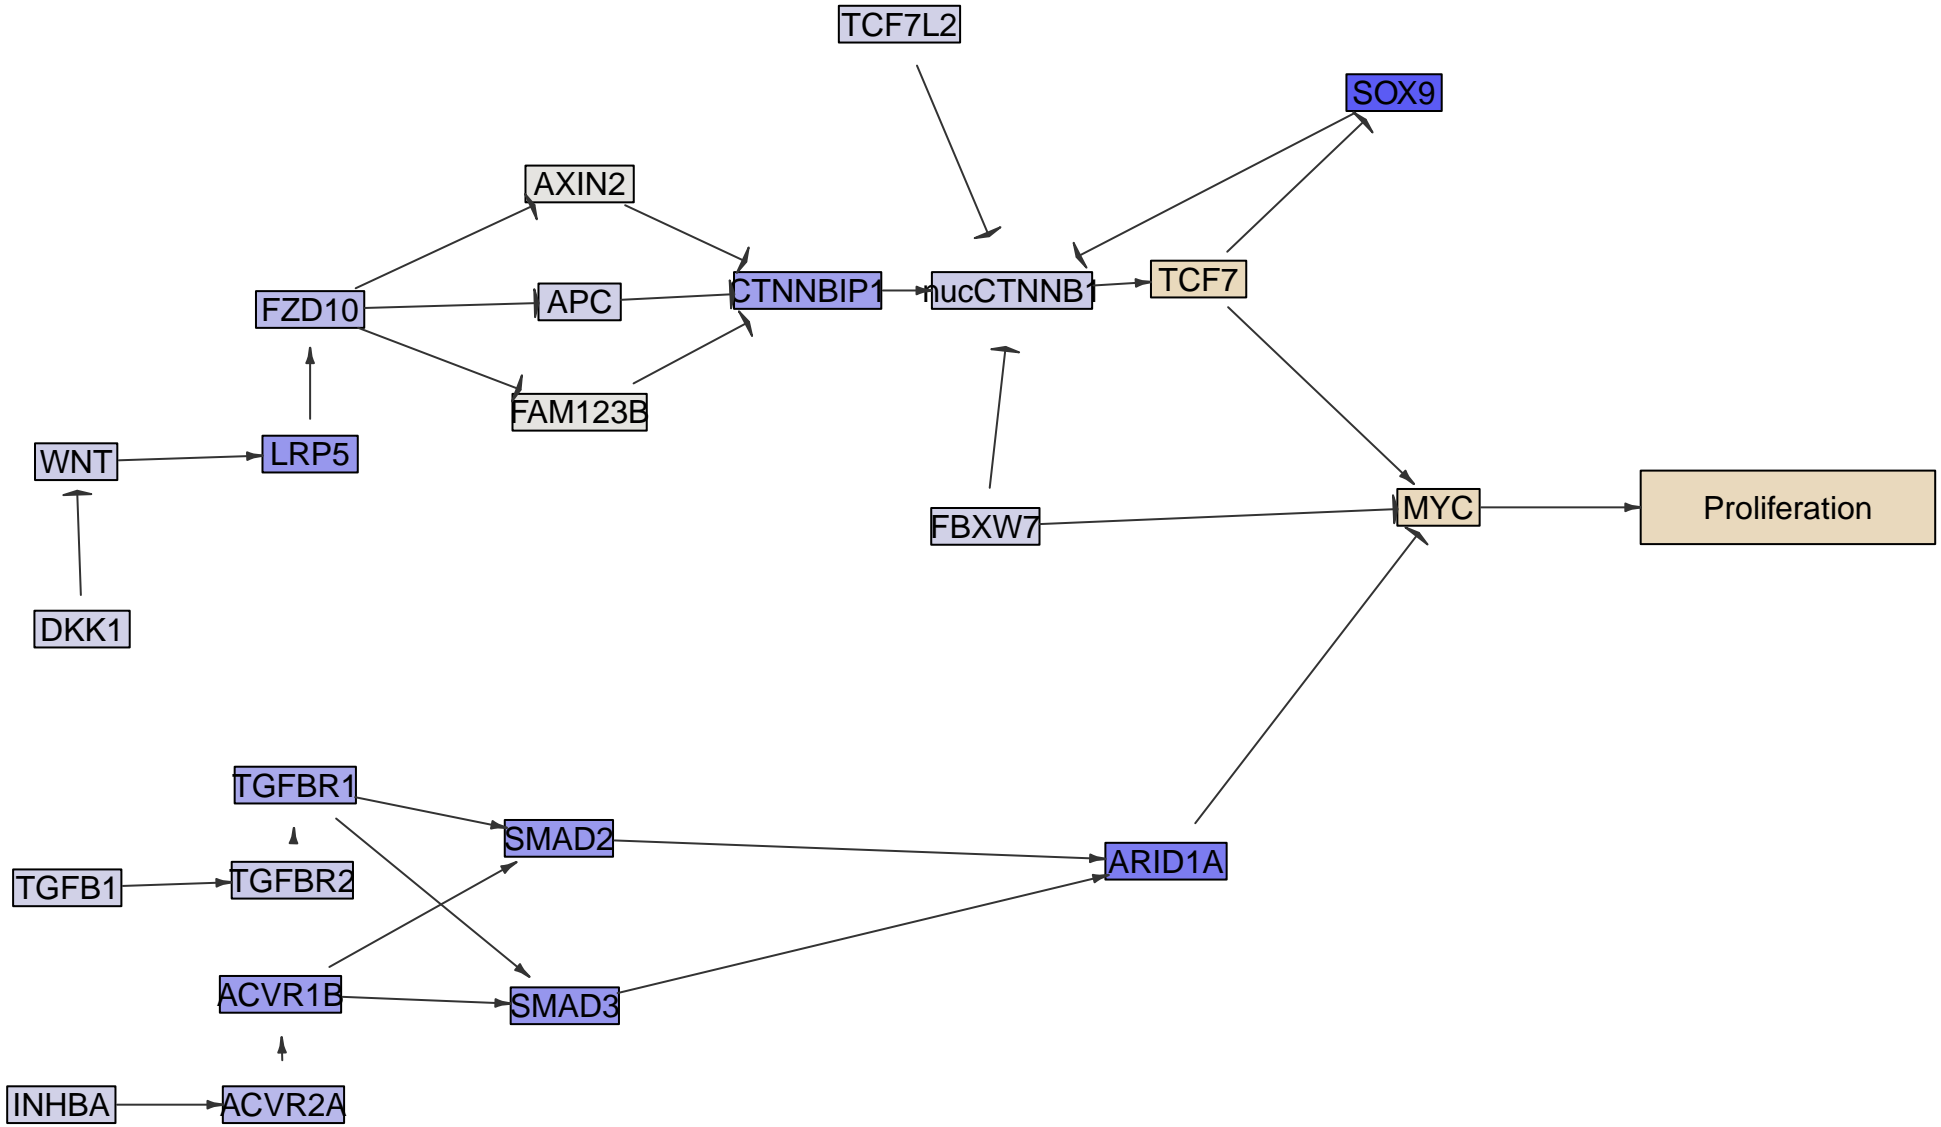 TCF7L2
SOX9
AXIN2
FZD10
APC
CTNNBIP1
nucCTNNB1
TCF7
FAM123B
WNT
LRP5
FBXW7
MYC
Proliferation
DKK1
TGFBR1
SMAD2
ARID1A
TGFB1
TGFBR2
ACVR1B
SMAD3
INHBA
ACVR2A